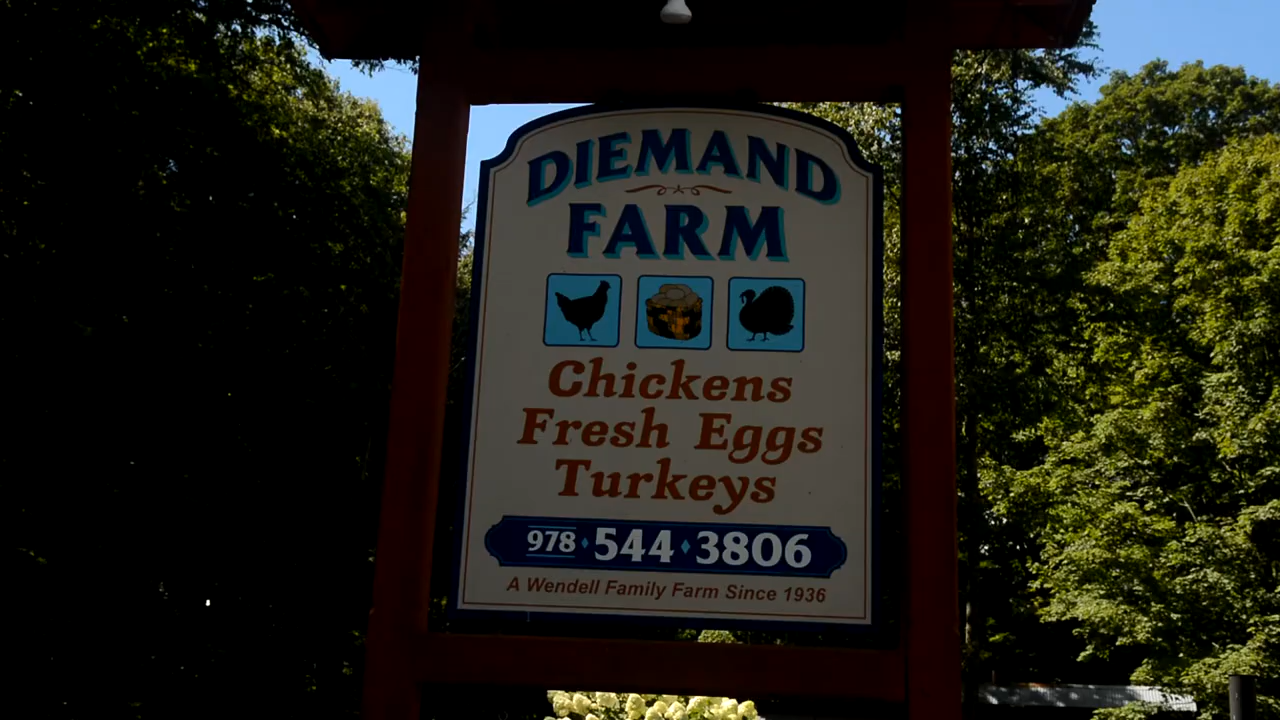 DIEMAND
FARM
Chickens
Fresh Eggs
Turkeys
978 ♦ 544 ♦ 3806
A Wendell Family Farm Since 1936